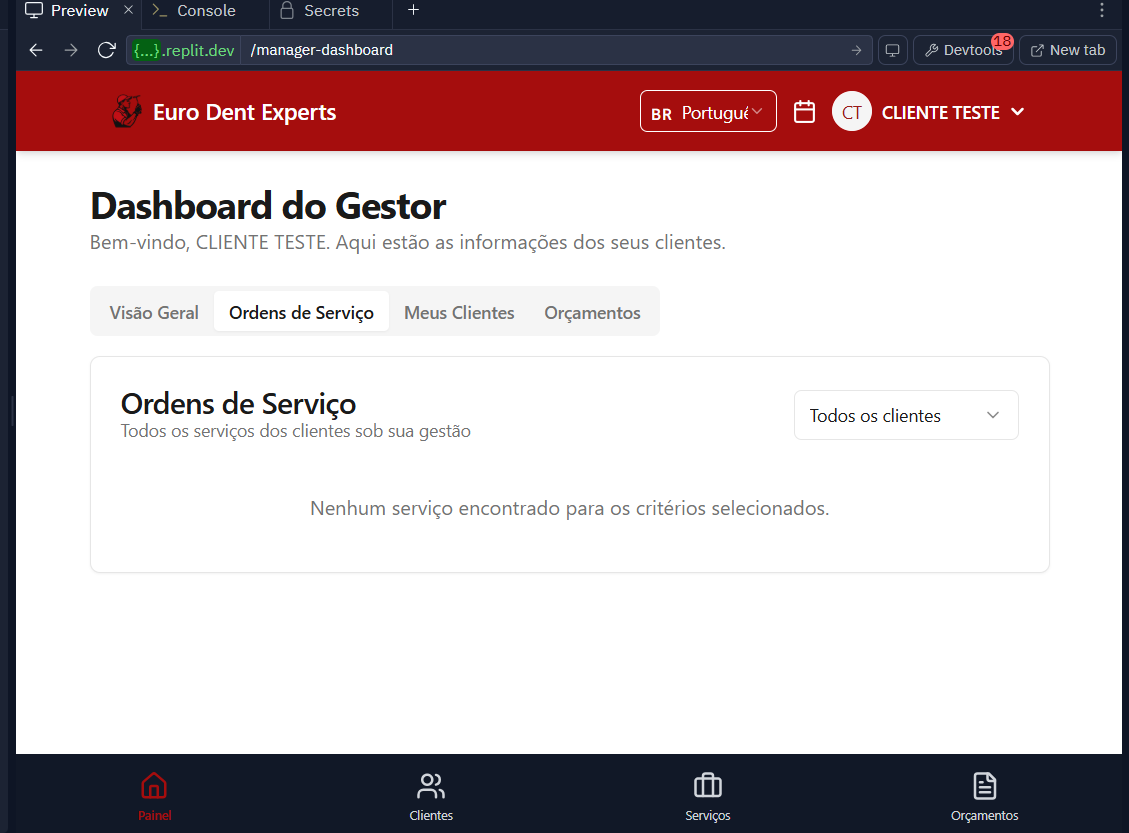 Preview
Console
Secrets
{...}.replit.dev
/manager-dashboard
Devtools
18
New tab
Euro Dent Experts
BR Portuguê
CT
CLIENTE TESTE
Dashboard do Gestor
Bem-vindo, CLIENTE TESTE. Aqui estão as informações dos seus clientes.
Visão Geral
Ordens de Serviço
Meus Clientes
Orçamentos
Ordens de Serviço
Todos os serviços dos clientes sob sua gestão
Todos os clientes
Nenhum serviço encontrado para os critérios selecionados.
Painel
Clientes
Serviços
Orçamentos